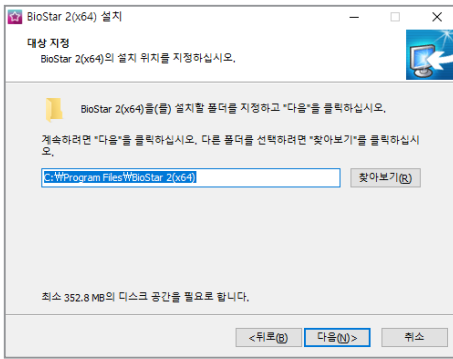 BioStar 2(x64) 설치
대상 지정
BioStar 2(x64)의 설치 위치를 지정하십시오.
BioStar 2(x64)을(를) 설치할 폴더를 지정하고 "다음"을 클릭하십시오.
계속하려면 "다음"을 클릭하십시오. 다른 폴더를 선택하려면 "찾아보기"를 클릭하십시
오.
C:₩Program Files₩BioStar 2(x64)
찾아보기(R)
최소 352.8 MB의 디스크 공간을 필요로 합니다.
<뒤로(B) 다음(N)> 취소